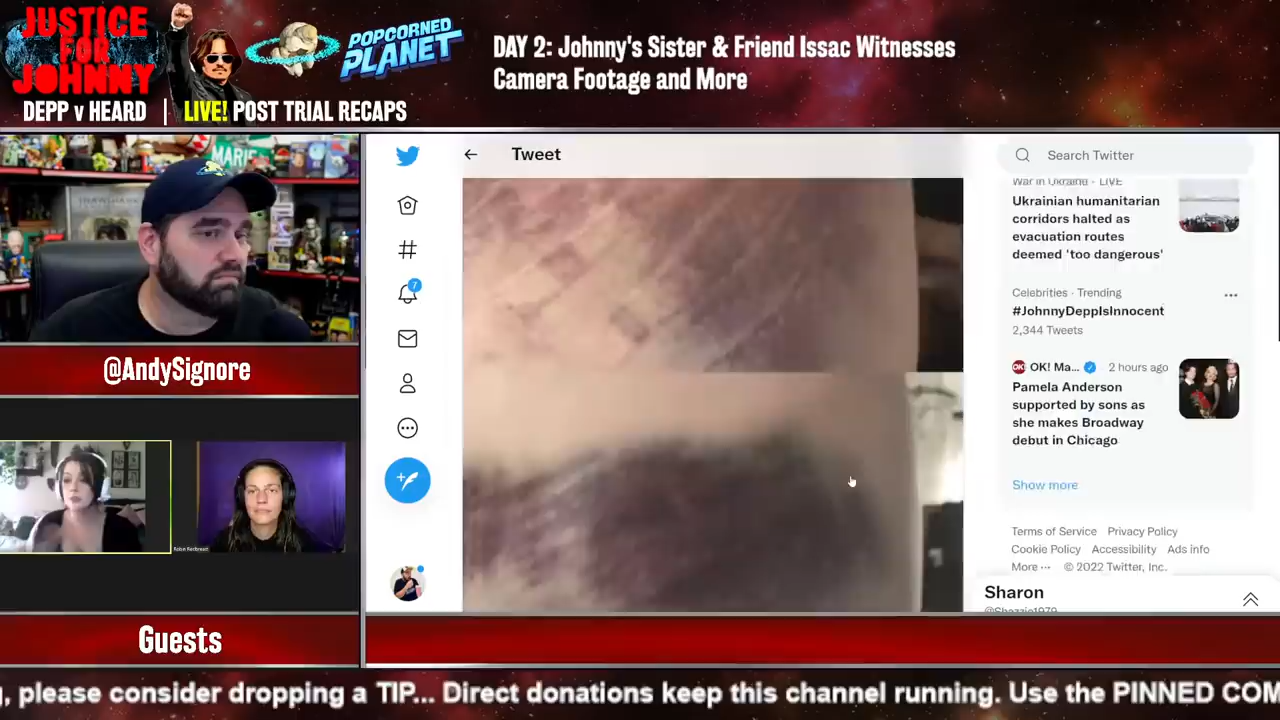 JUSTICE
FOR
JOHNNY
DEPP v HEARD | LIVE! POST TRIAL RECAPS
POPCORNED
PLANET
DAY 2: Johnny's Sister & Friend Issac Witnesses
Camera Footage and More
MARIE
@AndySignore
Guests
Tweet
7
Search Twitter
War in Ukraine · LIVE
Ukrainian humanitarian
corridors halted as
evacuation routes
deemed 'too dangerous'
Celebrities · Trending
#JohnnyDeppIsInnocent
2,344 Tweets
OK! Ma... 2 hours ago
Pamela Anderson
supported by sons as
she makes Broadway
debut in Chicago
Show more
Terms of Service Privacy Policy
Cookie Policy Accessibility Ads info
More ··· © 2022 Twitter, Inc.
Sharon
@Shazzie1979
g, please consider dropping a TIP... Direct donations keep this channel running. Use the PINNED COM